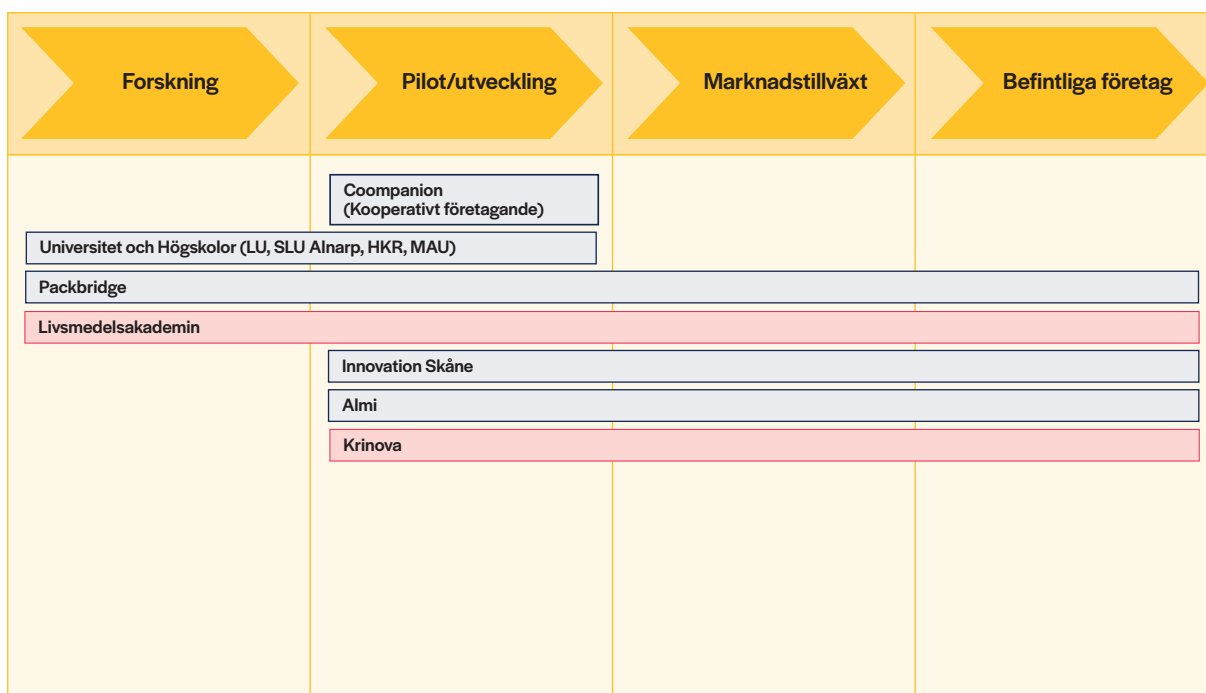 Forskning
Pilot/utveckling
Marknadstillväxt
Befintliga företag
Coompanion
(Kooperativt företagande)
Universitet och Högskolor (LU, SLU Alnarp, HKR, MAU)
Packbridge
Livsmedelsakademin
Innovation Skåne
Almi
Krinova